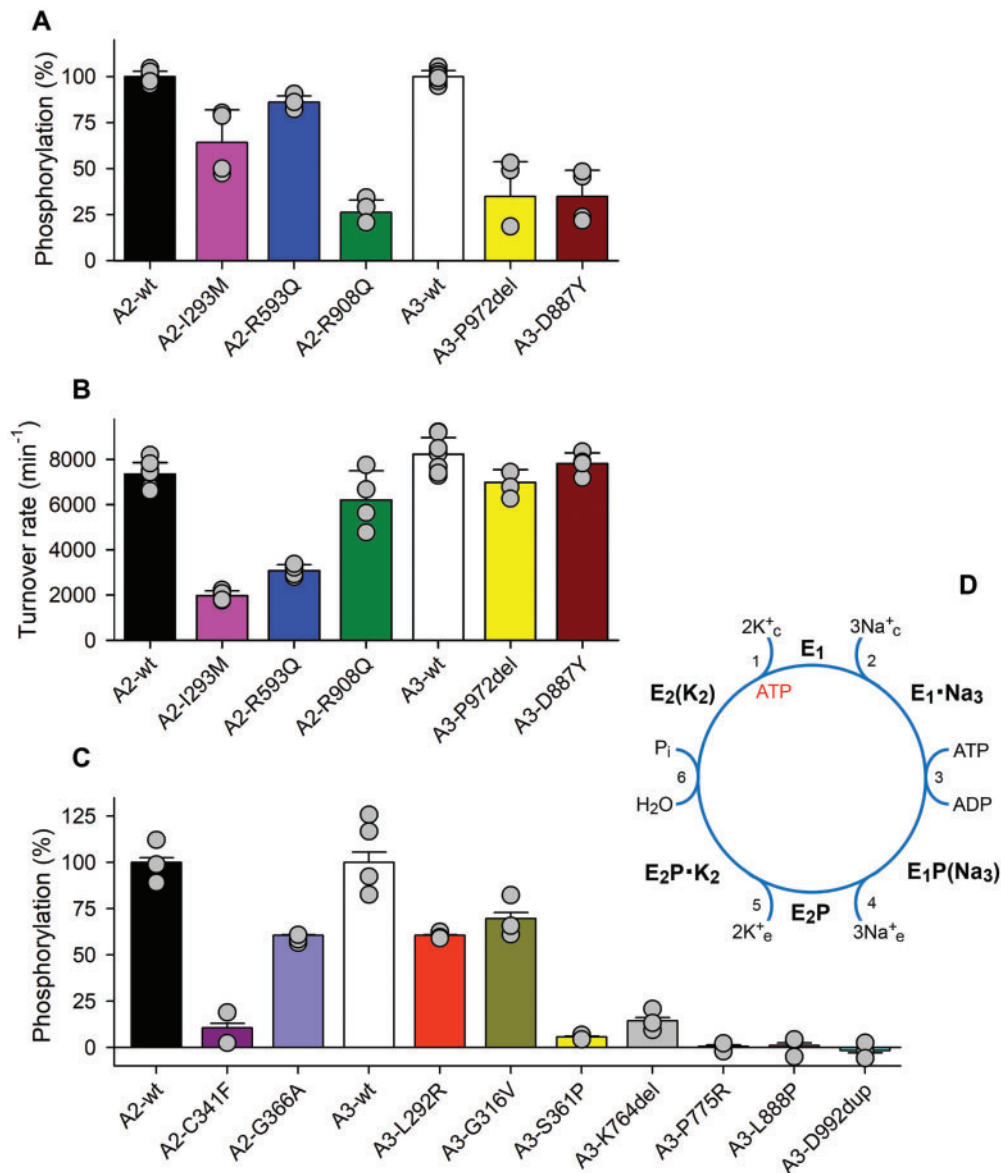 A
Phosphorylation (%)
100
75
50
25
0
A2-wt
A2-I293M
A2-R593Q
A2-R908Q
A3-wt
A3-P972del
A3-D887Y
B
Turnover rate (min⁻¹)
8000
6000
4000
2000
0
A2-wt
A2-I293M
A2-R593Q
A2-R908Q
A3-wt
A3-P972del
A3-D887Y
C
Phosphorylation (%)
125
100
75
50
25
0
A2-wt
A2-C341F
A2-G366A
A3-wt
A3-L292R
A3-G316V
A3-S361P
A3-K764del
A3-P775R
A3-L888P
A3-D992dup
D
2K⁺c
E₁
3Na⁺c
1
2
ATP
E₂(K₂)
E₁·Na₃
Pi
ATP
6
3
H₂O
ADP
E₂P·K₂
E₁P(Na₃)
5
E₂P
4
2K⁺e
3Na⁺e